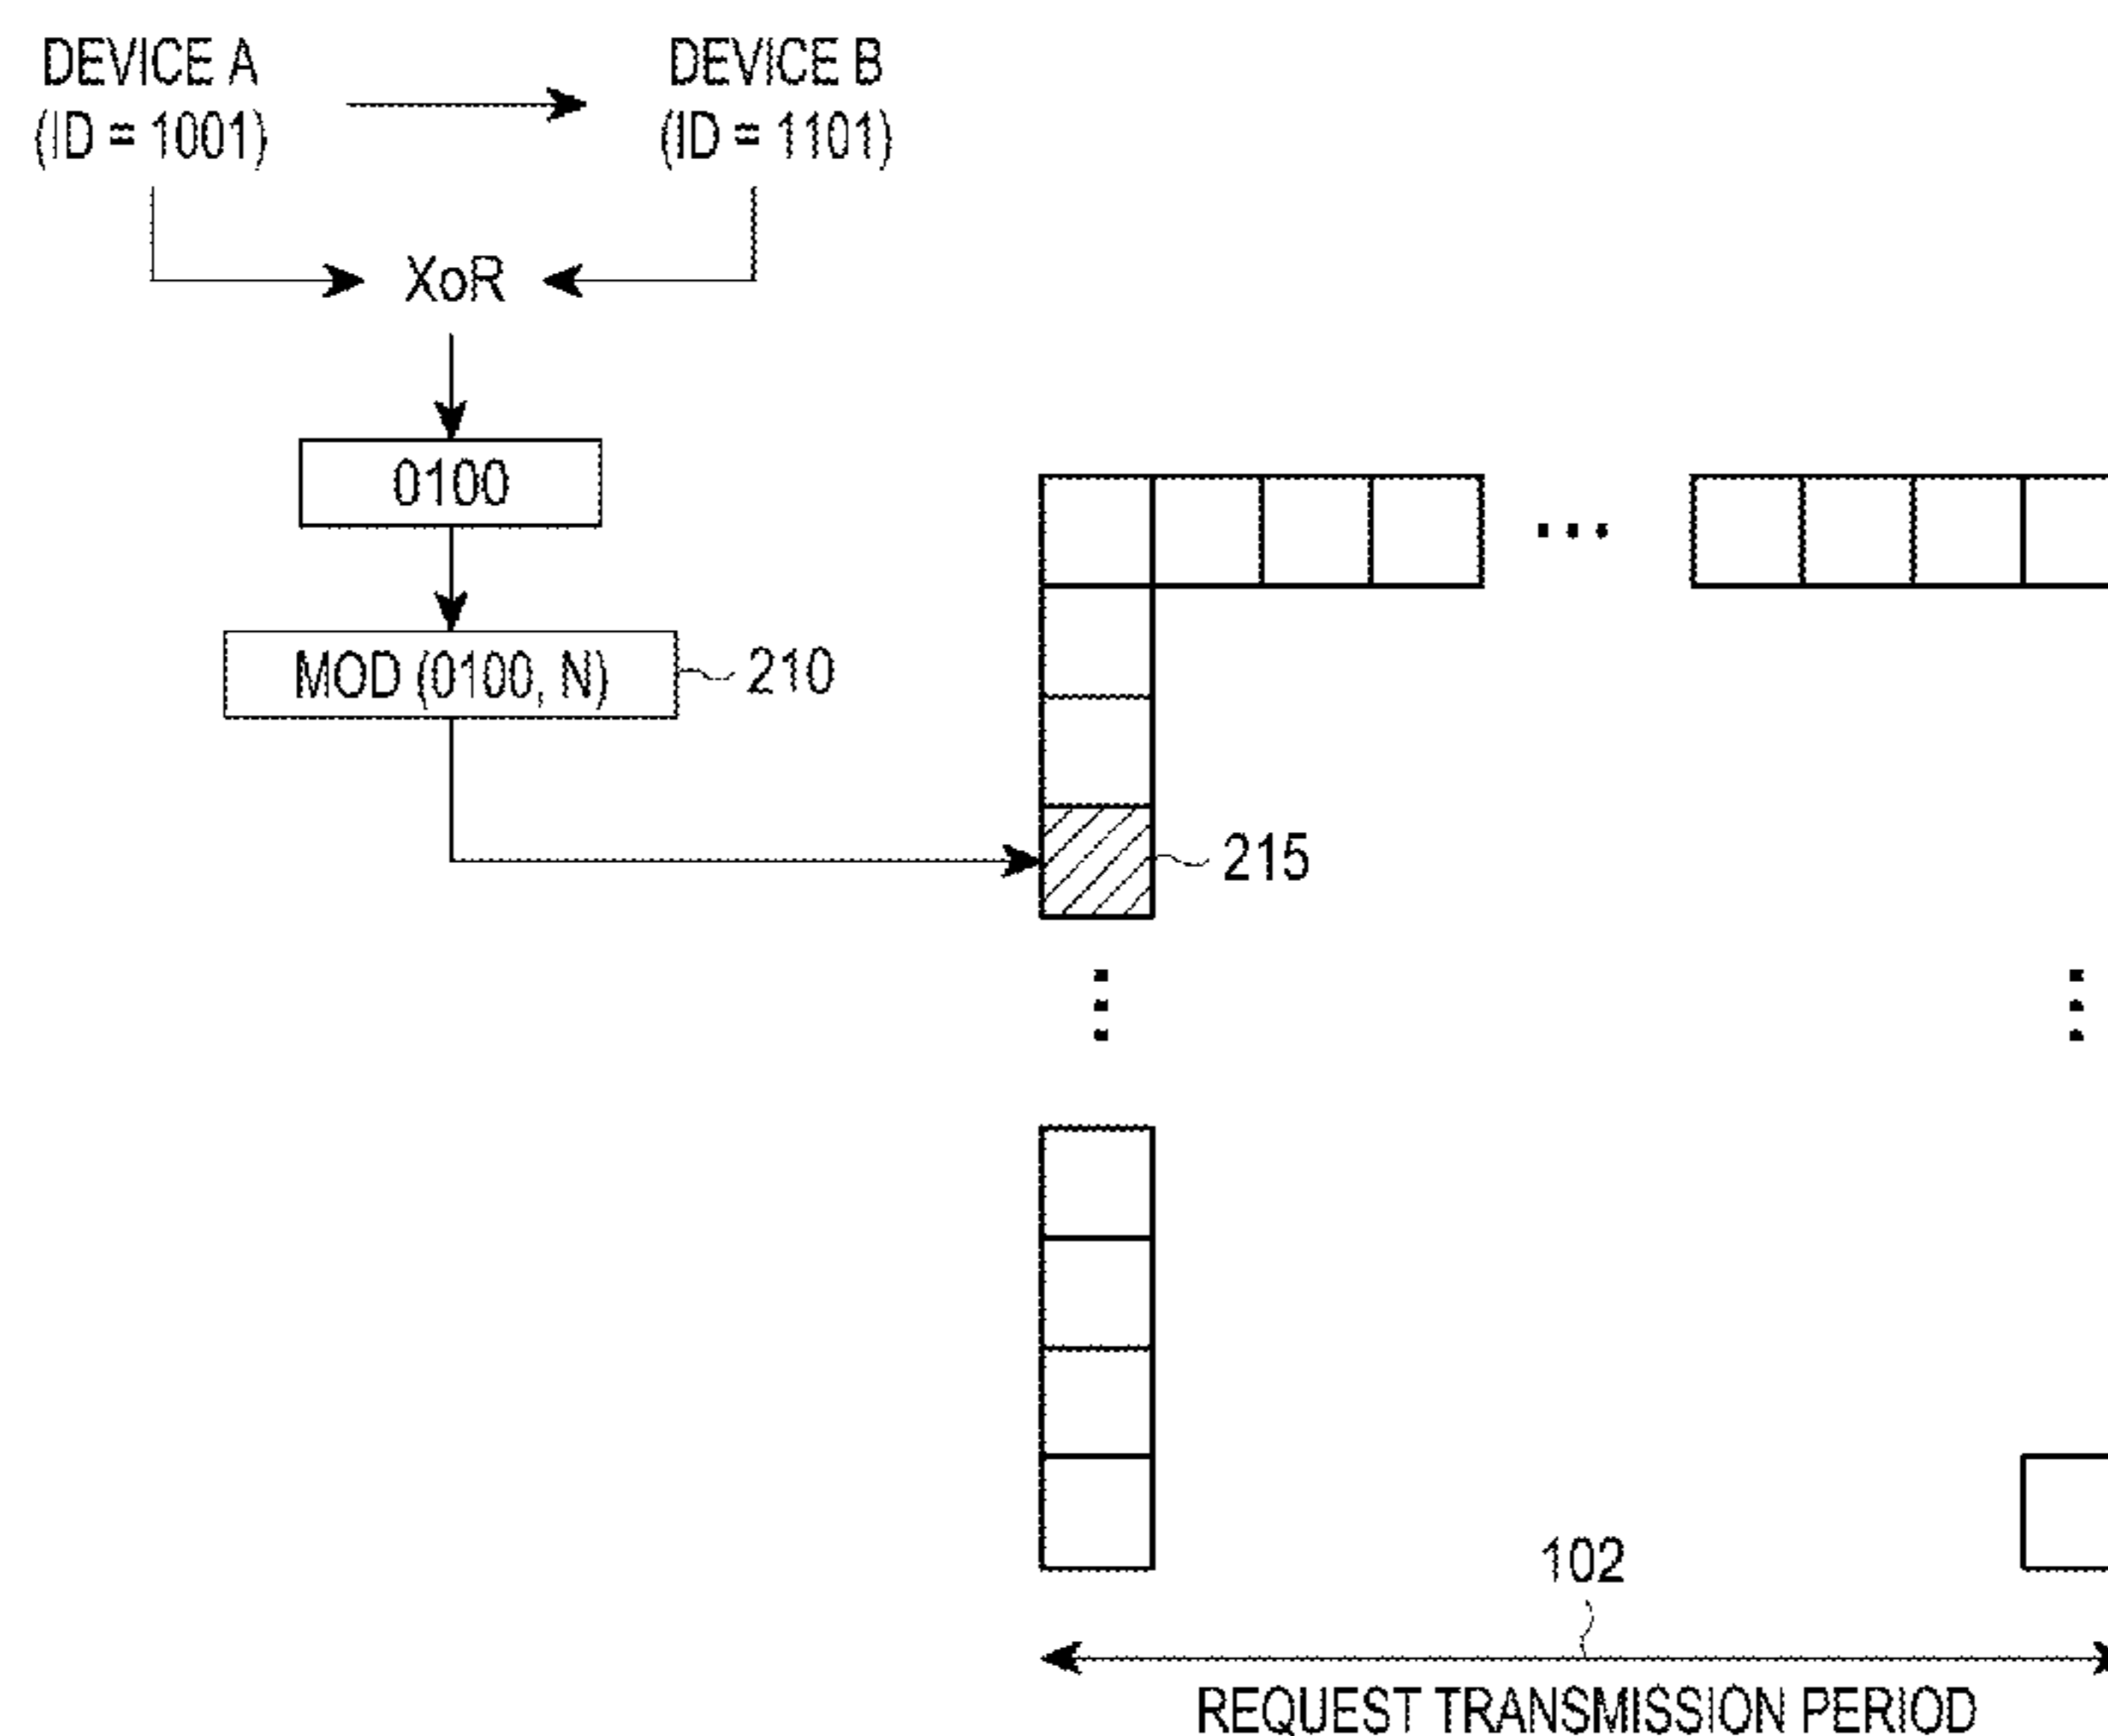 DEVICE A
(ID = 1001)
DEVICE B
(ID = 1101)
XoR
0100
MOD (0100, N)
210
215
102
REQUEST TRANSMISSION PERIOD